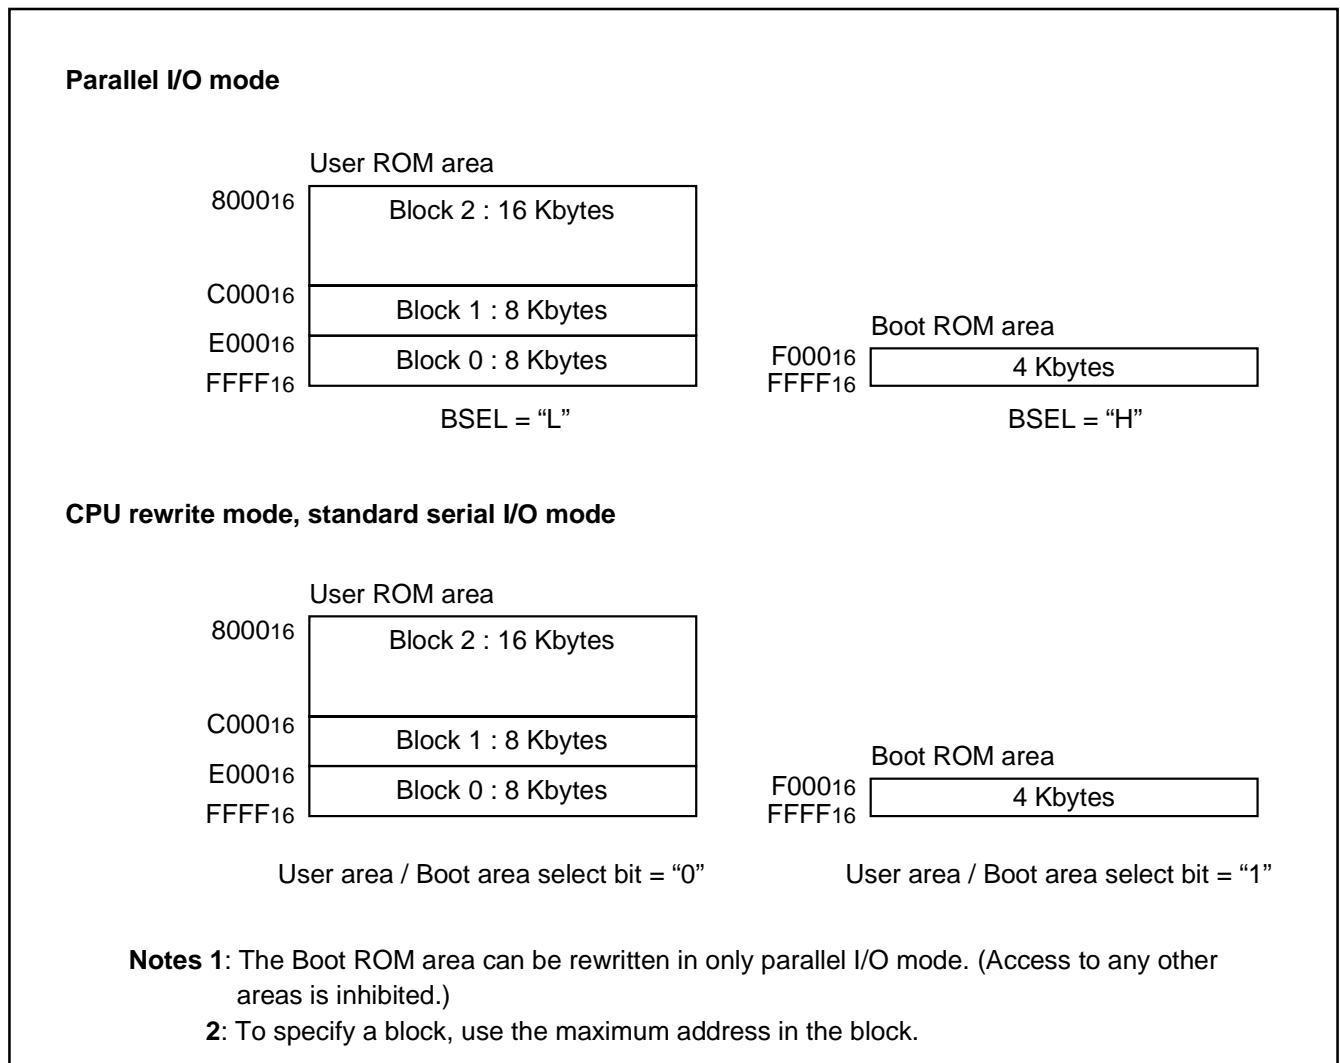 Parallel I/O mode
User ROM area
800016
Block 2 : 16 Kbytes
C00016
Block 1 : 8 Kbytes
E00016
Block 0 : 8 Kbytes
FFFF16
BSEL = “L”
Boot ROM area
F00016
4 Kbytes
FFFF16
BSEL = “H”
CPU rewrite mode, standard serial I/O mode
User ROM area
800016
Block 2 : 16 Kbytes
C00016
Block 1 : 8 Kbytes
E00016
Block 0 : 8 Kbytes
FFFF16
User area / Boot area select bit = “0”
Boot ROM area
F00016
4 Kbytes
FFFF16
User area / Boot area select bit = “1”
Notes 1: The Boot ROM area can be rewritten in only parallel I/O mode. (Access to any other
areas is inhibited.)
2: To specify a block, use the maximum address in the block.